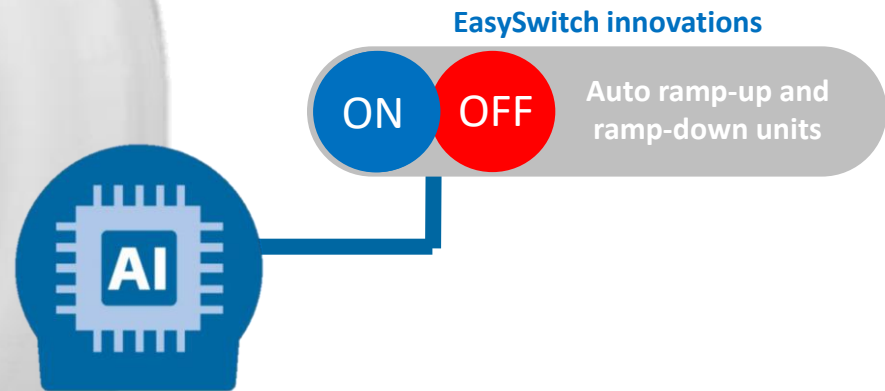 EasySwitch innovations
ON OFF
Auto ramp-up and
ramp-down units
AI